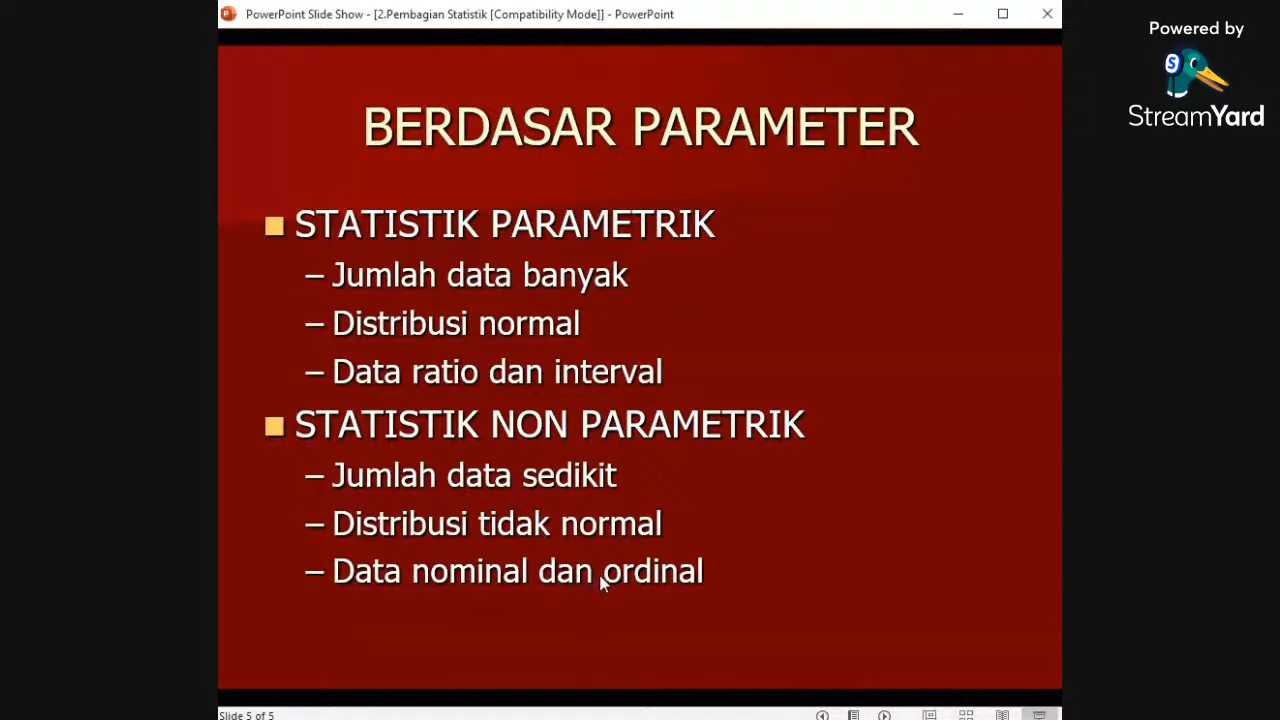 PowerPoint Slide Show - [2.Pembagian Statistik [Compatibility Mode]] - PowerPoint
Powered by
S
StreamYard
BERDASAR PARAMETER
■ STATISTIK PARAMETRIK
– Jumlah data banyak
– Distribusi normal
– Data ratio dan interval
■ STATISTIK NON PARAMETRIK
– Jumlah data sedikit
– Distribusi tidak normal
– Data nominal dan ordinal
Slide 5 of 5